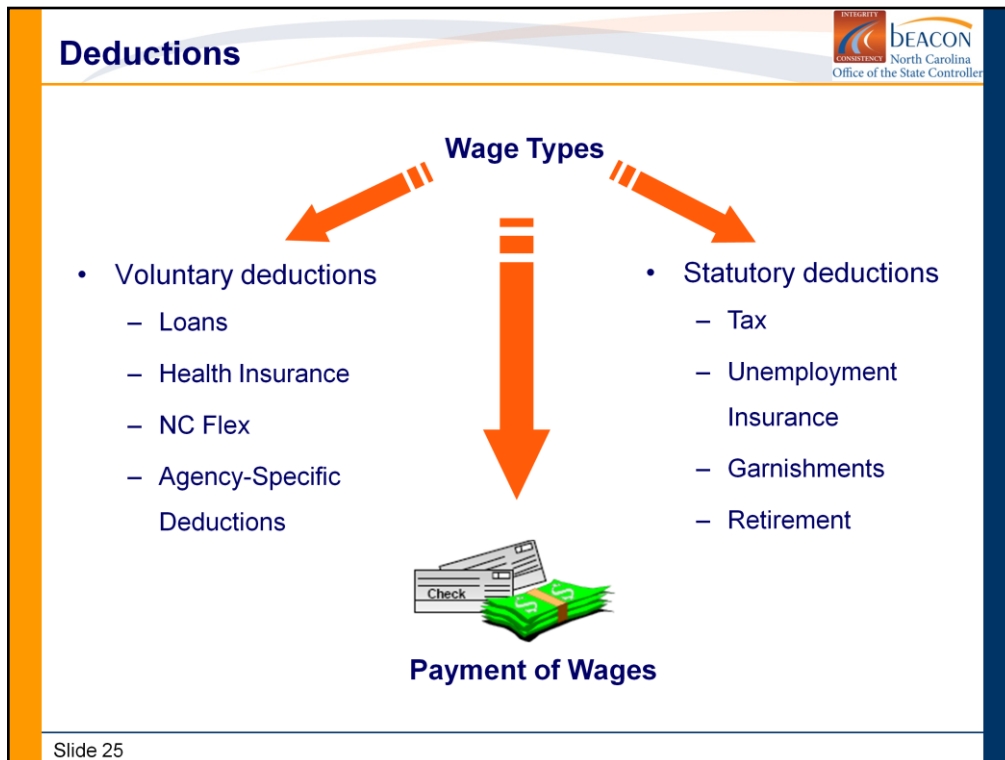 Deductions
INTEGRITY
CONSISTENCY
bEACON
North Carolina
Office of the State Controller
Wage Types
• Voluntary deductions
– Loans
– Health Insurance
– NC Flex
– Agency-Specific
Deductions
• Statutory deductions
– Tax
– Unemployment
Insurance
– Garnishments
– Retirement
Check
$ $
Payment of Wages
Slide 25